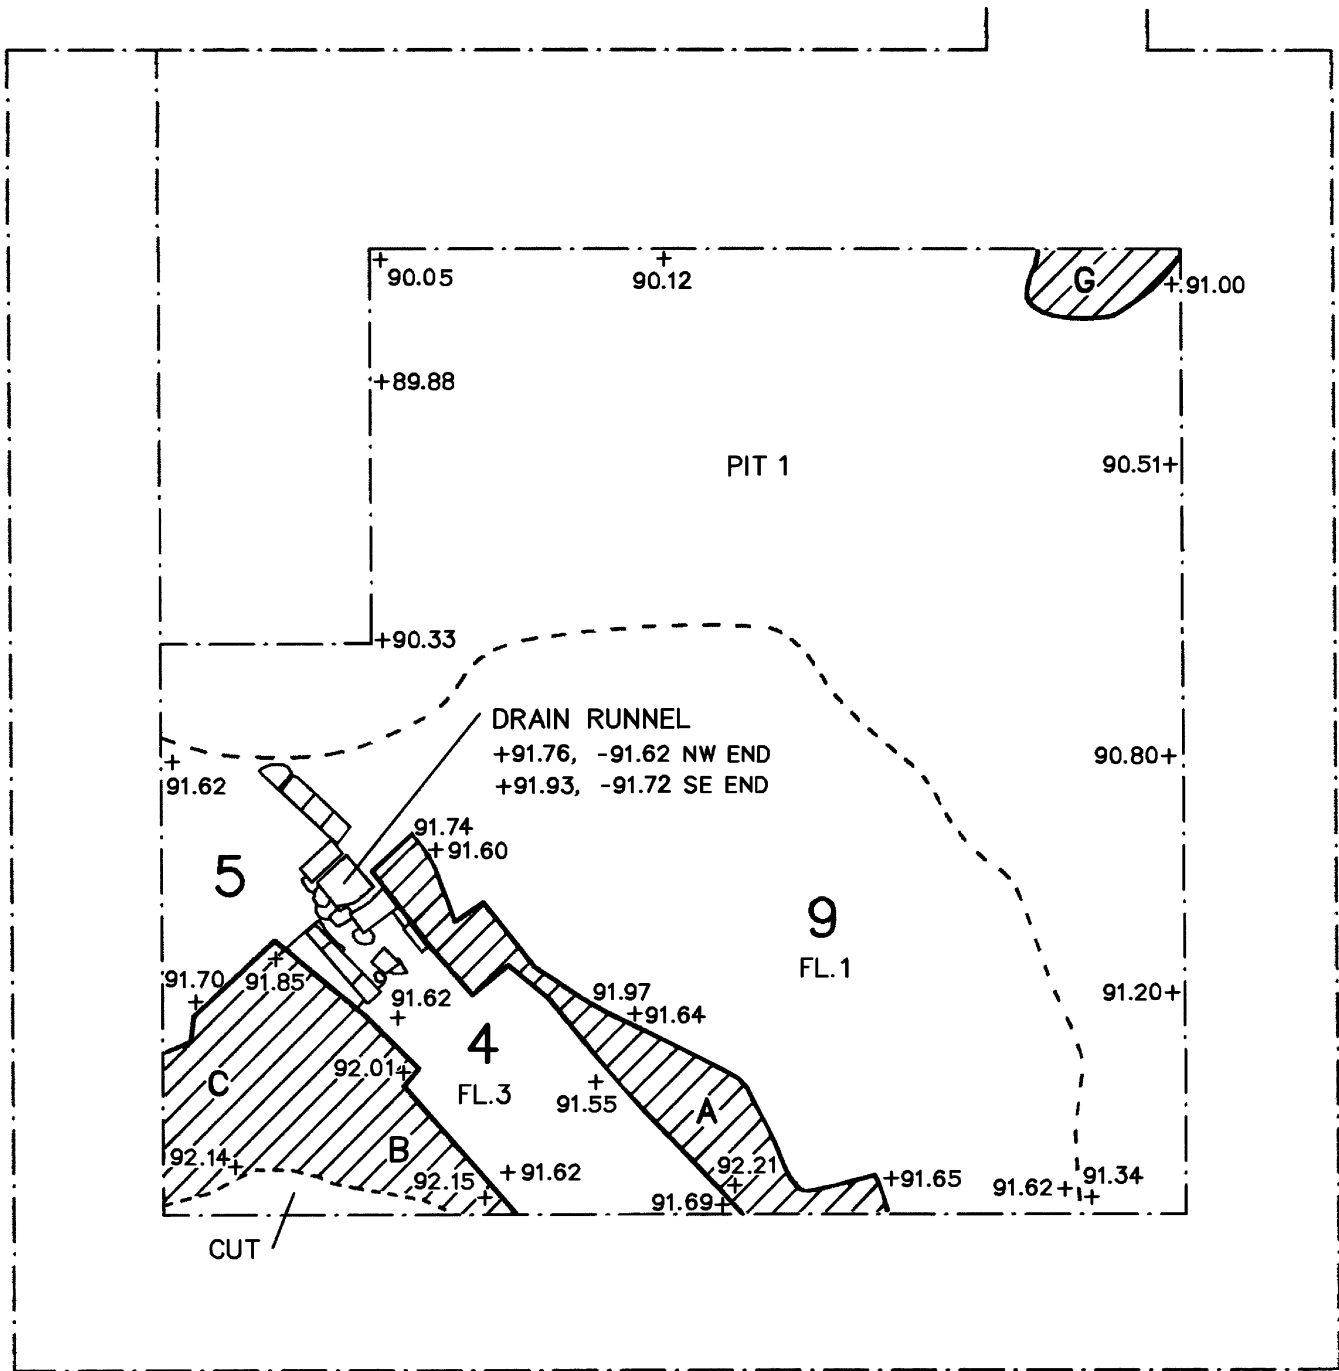 G
+90.05
+90.12
+91.00
+89.88
PIT 1
90.51+
+90.33
DRAIN RUNNEL
+91.76, -91.62 NW END
+91.93, -91.72 SE END
90.80+
+91.62
91.74
+91.60
5
9
FL.1
91.70+
91.85+
9
91.62+
91.97
+91.64
91.20+
4
FL.3
C
92.01+
91.55+
A
B
92.14+
92.15+
+91.62
92.21+
91.69+
+91.65
91.62+
91.34+
CUT